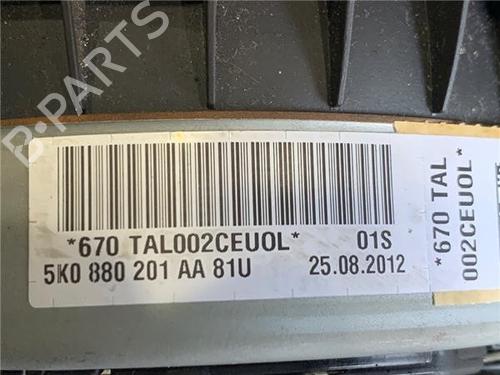 B-PARTS
*670 TAL002CEUOL* 01S
5K0 880 201 AA 81U 25.08.2012
*670 TAL
002CEUOL*